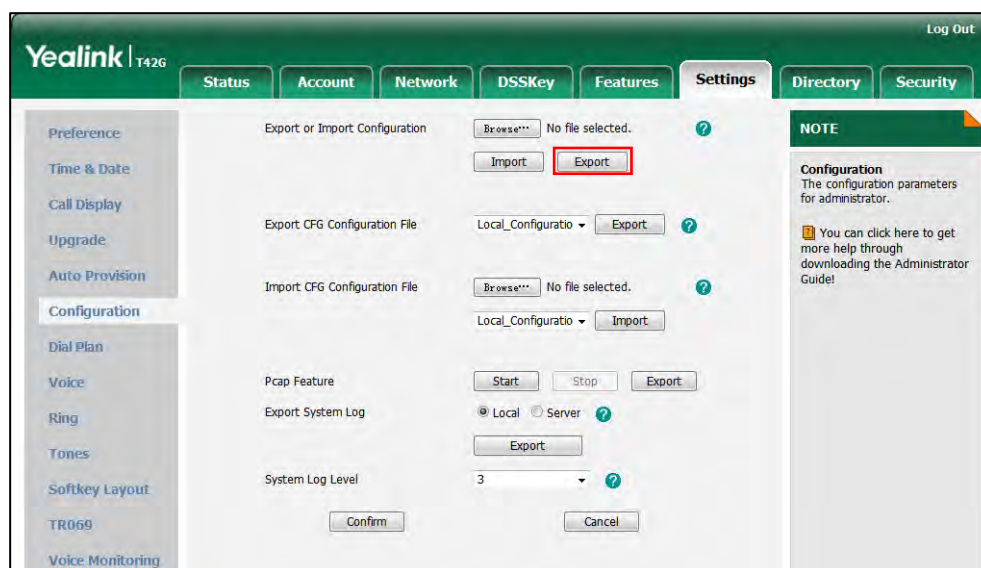 Log Out
Yealink | T42G
Status Account Network DSSKey Features Settings Directory Security
Preference
Time & Date
Call Display
Upgrade
Auto Provision
Configuration
Dial Plan
Voice
Ring
Tones
Softkey Layout
TR069
Voice Monitoring
Export or Import Configuration Browse... No file selected. ?
Import Export
Export CFG Configuration File Local_Configuratio Export ?
Import CFG Configuration File Browse... No file selected. ?
Local_Configuratio Import
Pcap Feature Start Stop Export
Export System Log Local Server ?
Export
System Log Level 3 ?
Confirm Cancel
NOTE
Configuration
The configuration parameters
for administrator.
You can click here to get
more help through
downloading the Administrator
Guide!